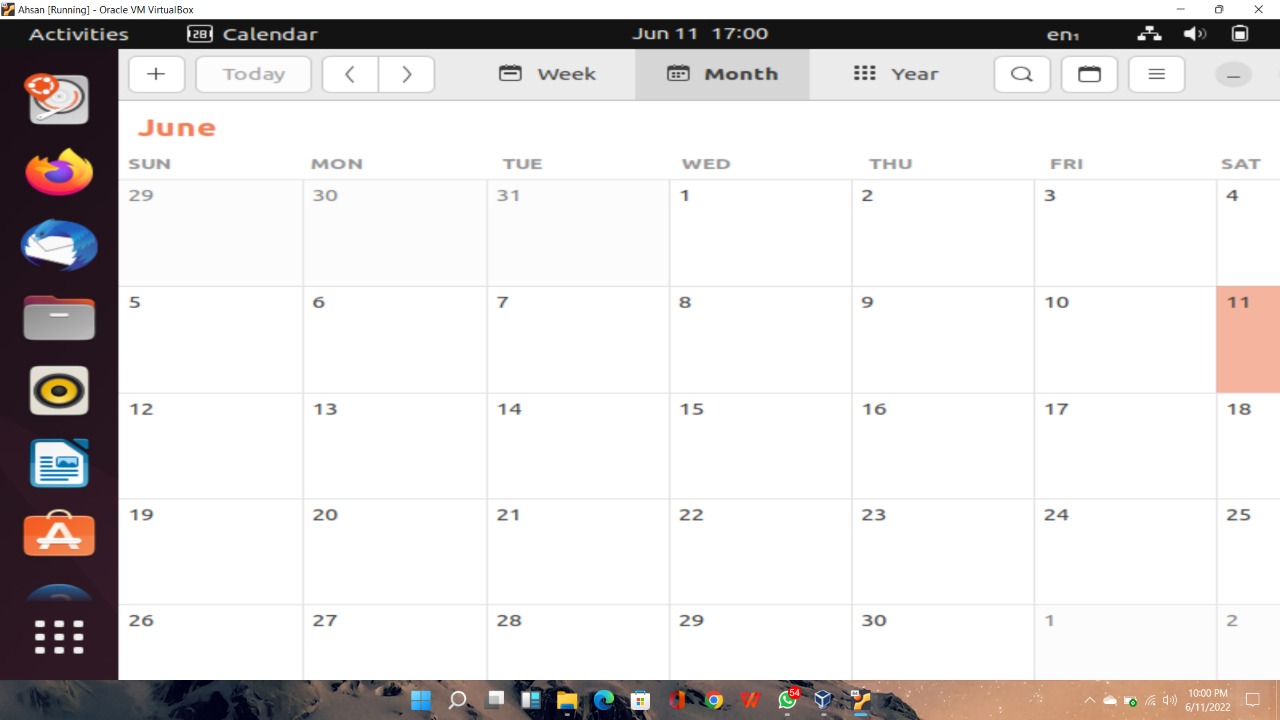 Ahsan [Running] - Oracle VM VirtualBox
Activities Calendar Jun 11 17:00 en1
Today Week Month Year
June
SUN MON TUE WED THU FRI SAT
29 30 31 1 2 3 4
5 6 7 8 9 10 11
12 13 14 15 16 17 18
19 20 21 22 23 24 25
26 27 28 29 30 1 2
54
10:00 PM
6/11/2022